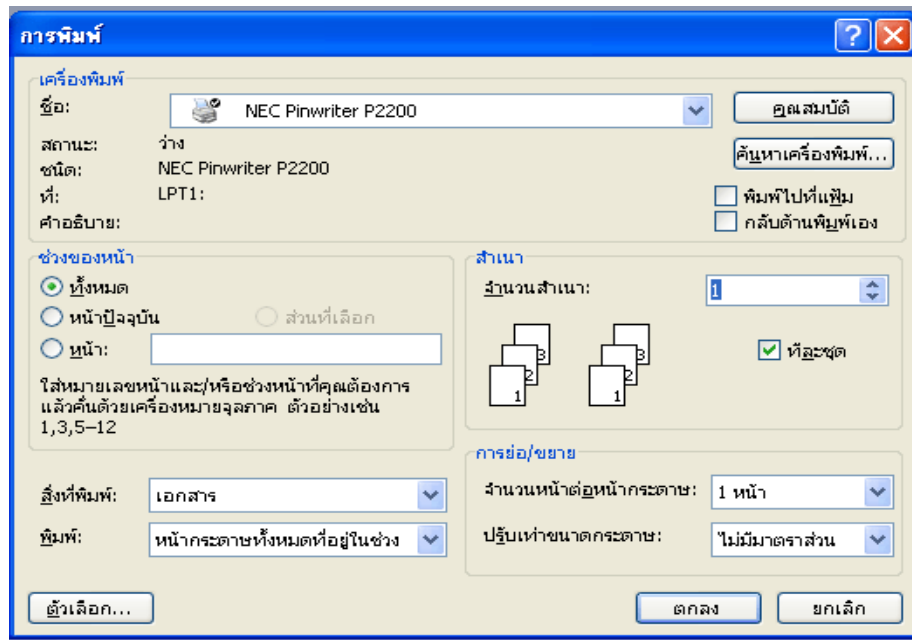 การพิมพ์
เครื่องพิมพ์
ชื่อ: NEC Pinwriter P2200 คุณสมบัติ
สถานะ: ว่าง
ชนิด: NEC Pinwriter P2200 ค้นหาเครื่องพิมพ์...
ที่: LPT1: พิมพ์ไปที่แฟ้ม
คำอธิบาย: กลับด้านพิมพ์เอง
ช่วงของหน้า
ทั้งหมด
หน้าปัจจุบัน ส่วนที่เลือก
หน้า:
ใส่หมายเลขหน้าและ/หรือช่วงหน้าที่คุณต้องการ
แล้วคั่นด้วยเครื่องหมายจุลภาค ตัวอย่างเช่น
1,3,5–12
สำเนา
จำนวนสำเนา: 1
3 3
2 2
1 1
ทีละชุด
สิ่งที่พิมพ์: เอกสาร
พิมพ์: หน้ากระดาษทั้งหมดที่อยู่ในช่วง
การย่อ/ขยาย
จำนวนหน้าต่อหน้ากระดาษ: 1 หน้า
ปรับเท่าขนาดกระดาษ: ไม่มีมาตราส่วน
ตัวเลือก... ตกลง ยกเลิก